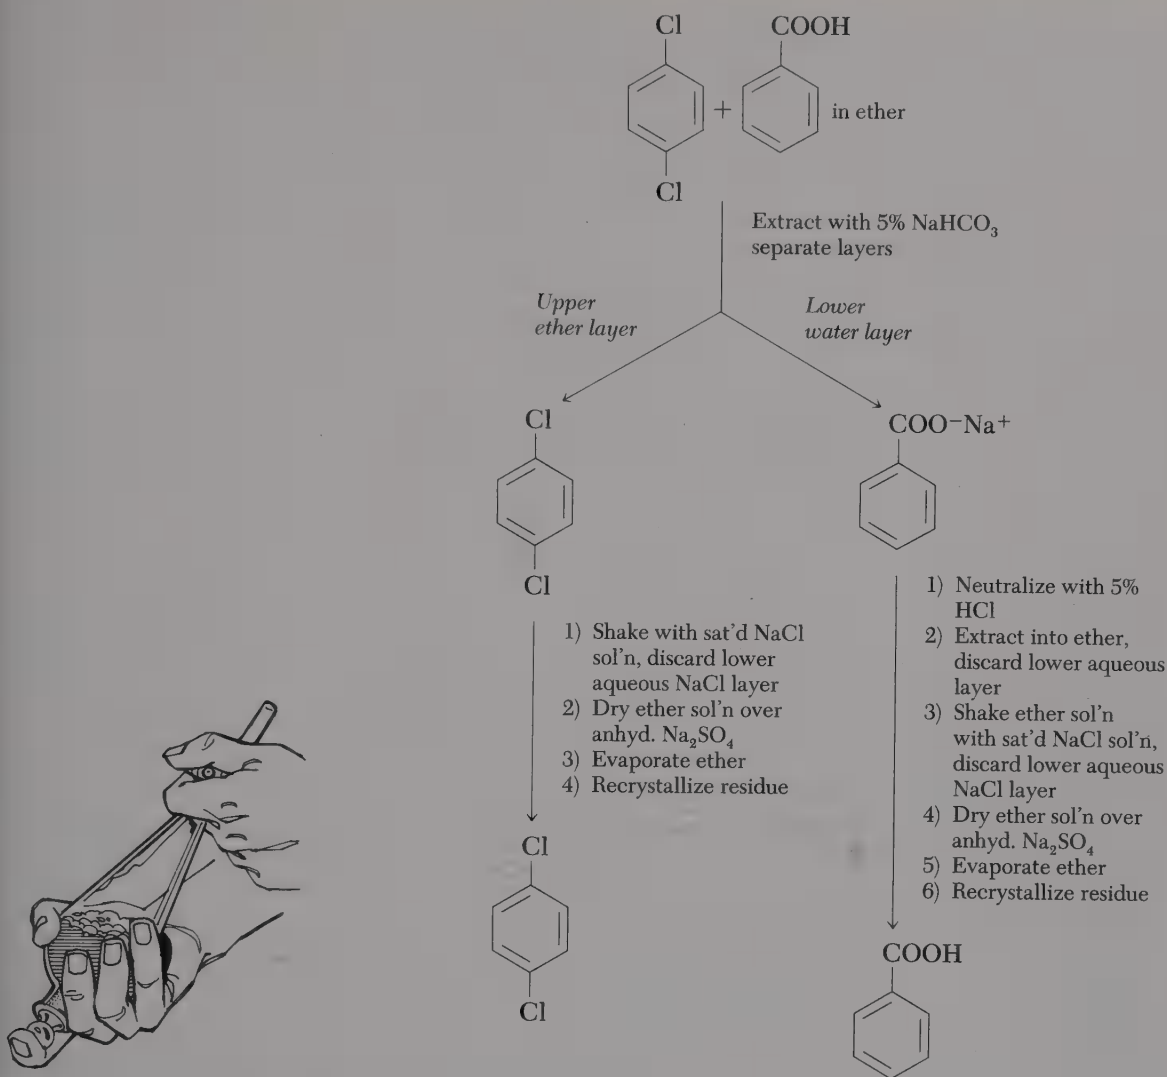 Cl
COOH
+
in ether
Cl
Extract with 5% NaHCO₃
separate layers
Upper
ether layer
Lower
water layer
Cl
COO⁻Na⁺
Cl
1) Shake with sat'd NaCl
sol'n, discard lower
aqueous NaCl layer
2) Dry ether sol'n over
anhyd. Na₂SO₄
3) Evaporate ether
4) Recrystallize residue
1) Neutralize with 5%
HCl
2) Extract into ether,
discard lower aqueous
layer
3) Shake ether sol'n
with sat'd NaCl sol'n,
discard lower aqueous
NaCl layer
4) Dry ether sol'n over
anhyd. Na₂SO₄
5) Evaporate ether
6) Recrystallize residue
Cl
Cl
COOH